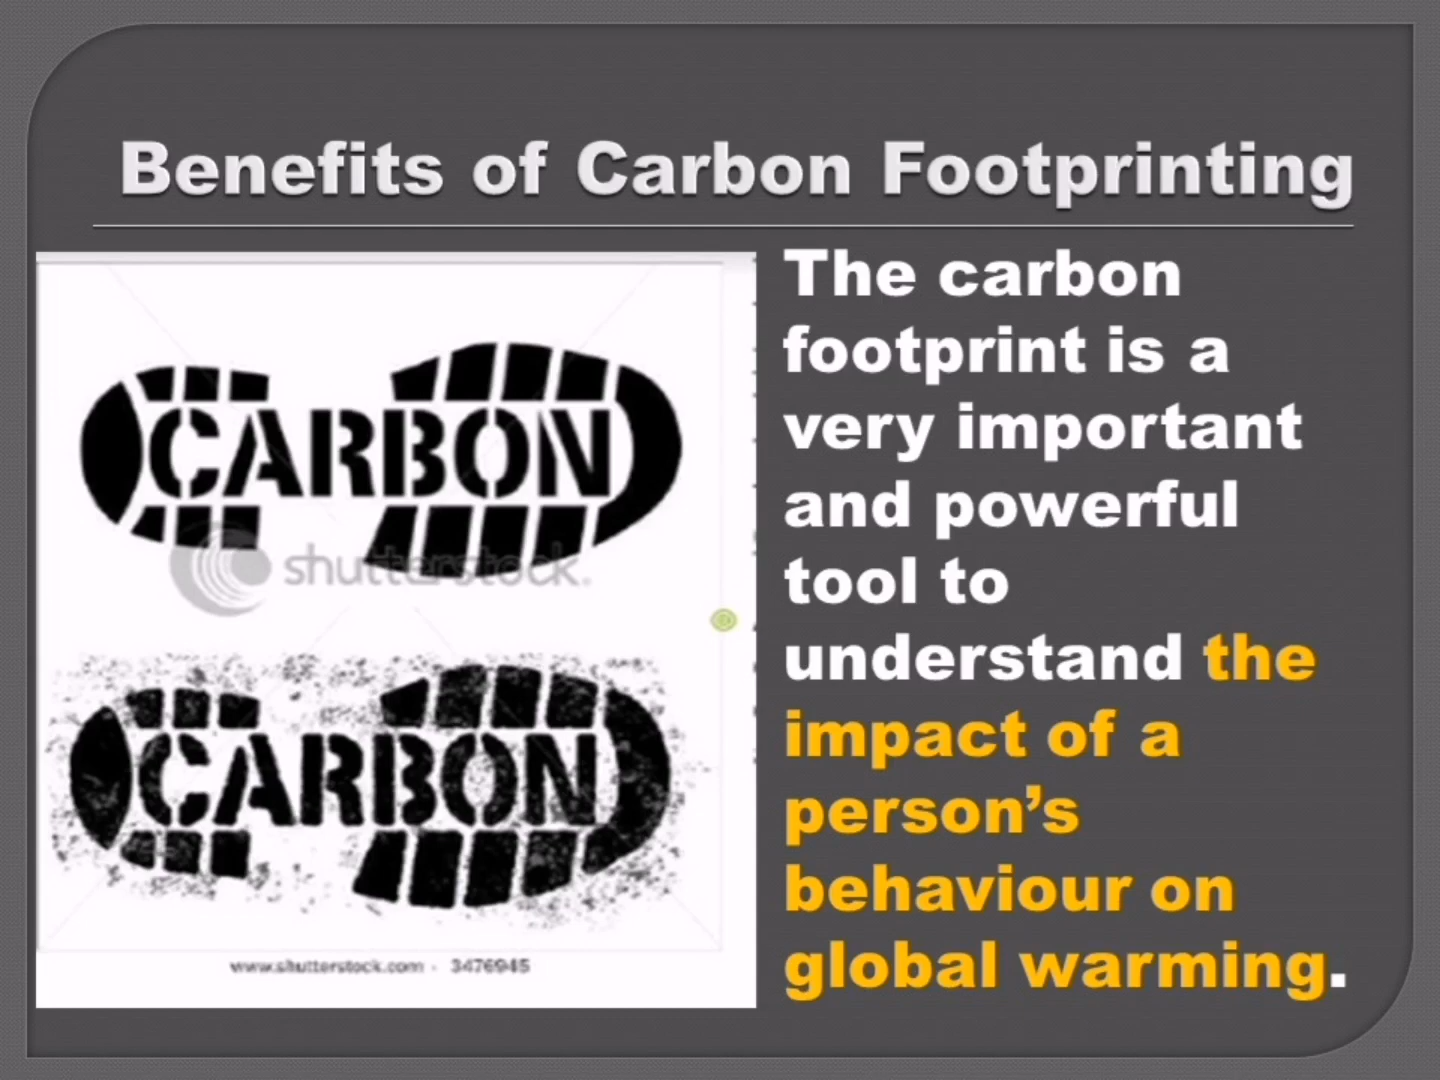 Benefits of Carbon Footprinting
CARBON
shutterstock
CARBON
www.shutterstock.com · 3476945
The carbon
footprint is a
very important
and powerful
tool to
understand the
impact of a
person's
behaviour on
global warming.